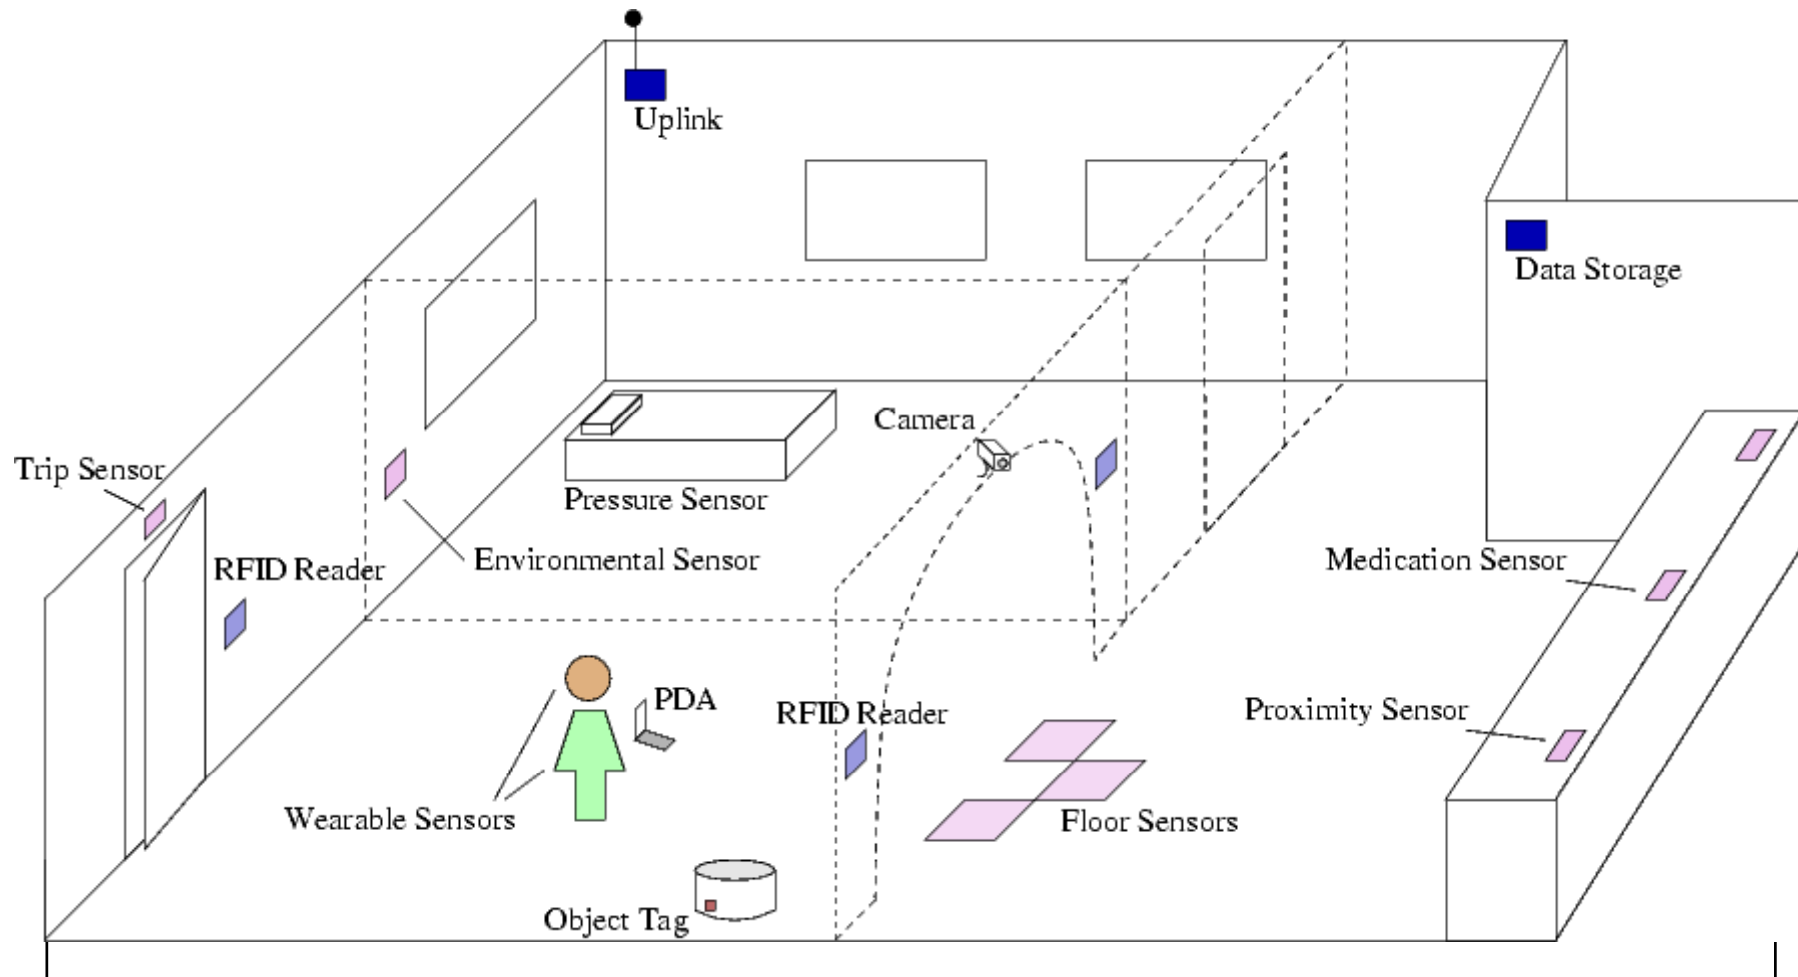 Uplink
Data Storage
Camera
Trip Sensor
Pressure Sensor
Environmental Sensor
Medication Sensor
RFID Reader
PDA
RFID Reader
Proximity Sensor
Wearable Sensors
Floor Sensors
Object Tag